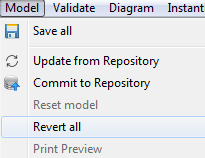 Model Validate Diagram Instant
Save all
Update from Repository
Commit to Repository
Reset model
Revert all
Print Preview